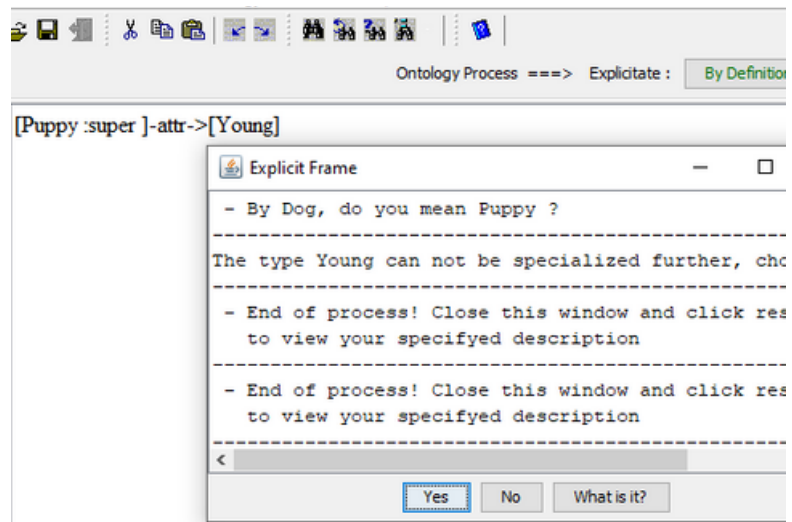 Ontology Process ===> Explicitate : By Definition
[Puppy :super ]-attr->[Young]
Explicit Frame
- By Dog, do you mean Puppy ?
The type Young can not be specialized further, cho
- End of process! Close this window and click res
to view your specifyed description
- End of process! Close this window and click res
to view your specifyed description
Yes No What is it?